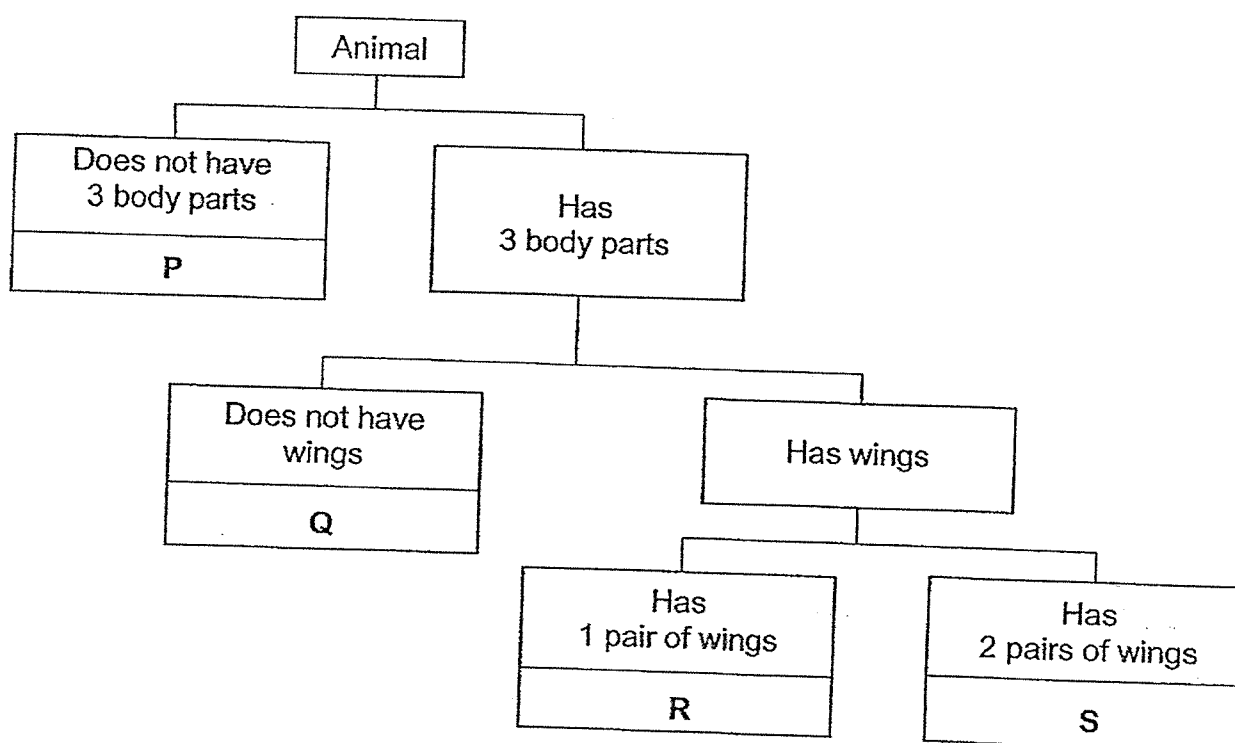 Animal
Does not have
3 body parts
P
Has
3 body parts
Does not have
wings
Q
Has wings
Has
1 pair of wings
R
Has
2 pairs of wings
S